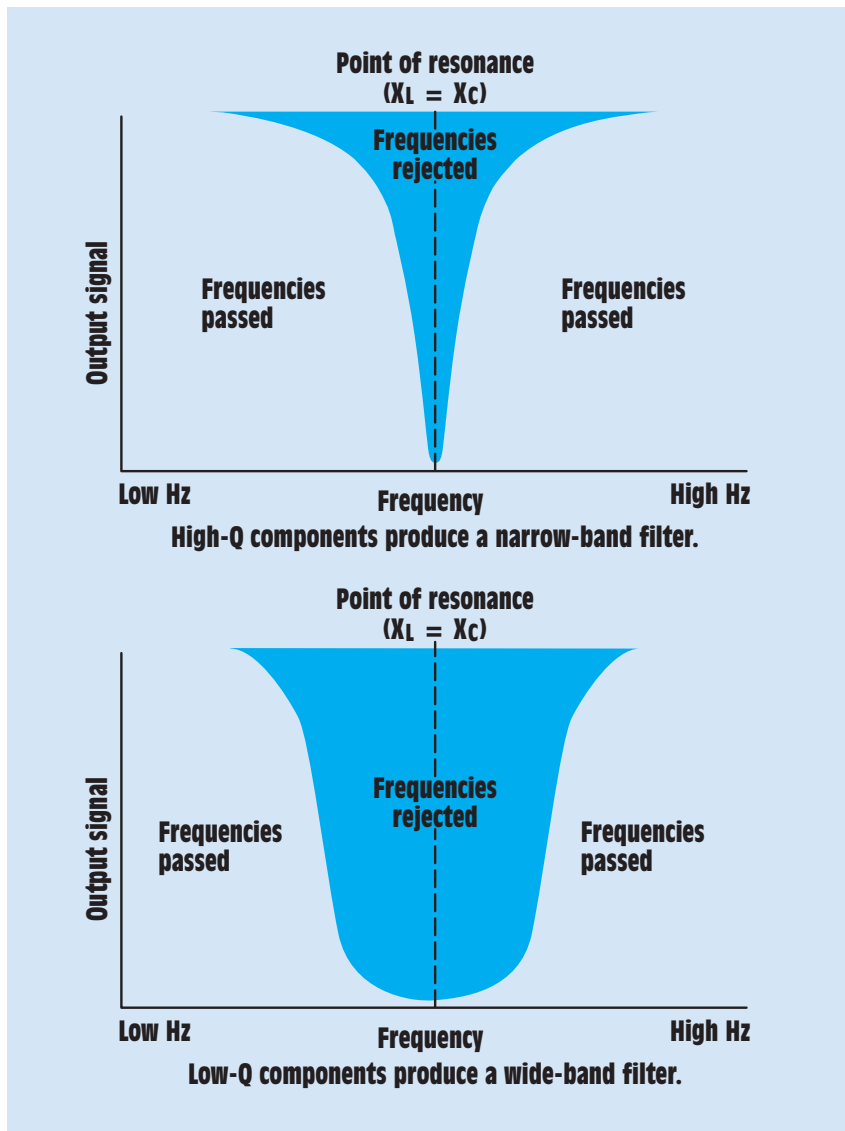 Point of resonance
(XL = XC)
Frequencies
rejected
Frequencies
passed
Frequencies
passed
Output signal
Low Hz
Frequency
High Hz
High-Q components produce a narrow-band filter.
Point of resonance
(XL = XC)
Frequencies
rejected
Frequencies
passed
Frequencies
passed
Output signal
Low Hz
Frequency
High Hz
Low-Q components produce a wide-band filter.